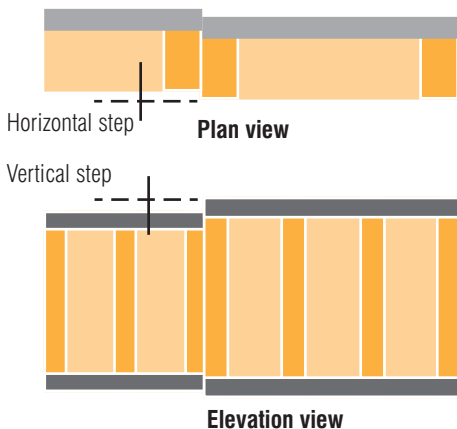 Horizontal step
Plan view
Vertical step
Elevation view